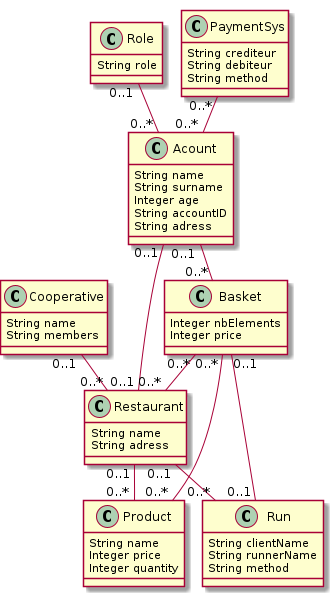 C Role
String role
C PaymentSys
String crediteur
String debiteur
String method
0..1
0..*
0..*
0..*
C Acount
String name
String surname
Integer age
String accountID
String adress
0..1
0..1
0..*
C Cooperative
String name
String members
C Basket
Integer nbElements
Integer price
0..1
0..*
0..*
0..1
0..*
0..1
0..*
C Restaurant
String name
String adress
0..1
0..1
0..*
0..*
0..*
0..1
C Product
String name
Integer price
Integer quantity
C Run
String clientName
String runnerName
String method